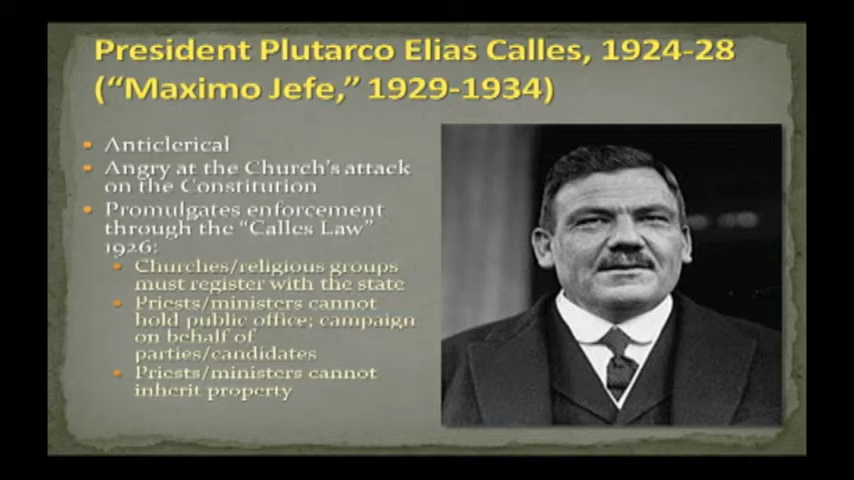 President Plutarco Elias Calles, 1924-28
(“Maximo Jefe,” 1929-1934)
• Anticlerical
• Angry at the Church’s attack
on the Constitution
• Promulgates enforcement
through the “Calles Law”
1926:
• Churches/religious groups
must register with the state
• Priests/ministers cannot
hold public office; campaign
on behalf of
parties/candidates
• Priests/ministers cannot
inherit property